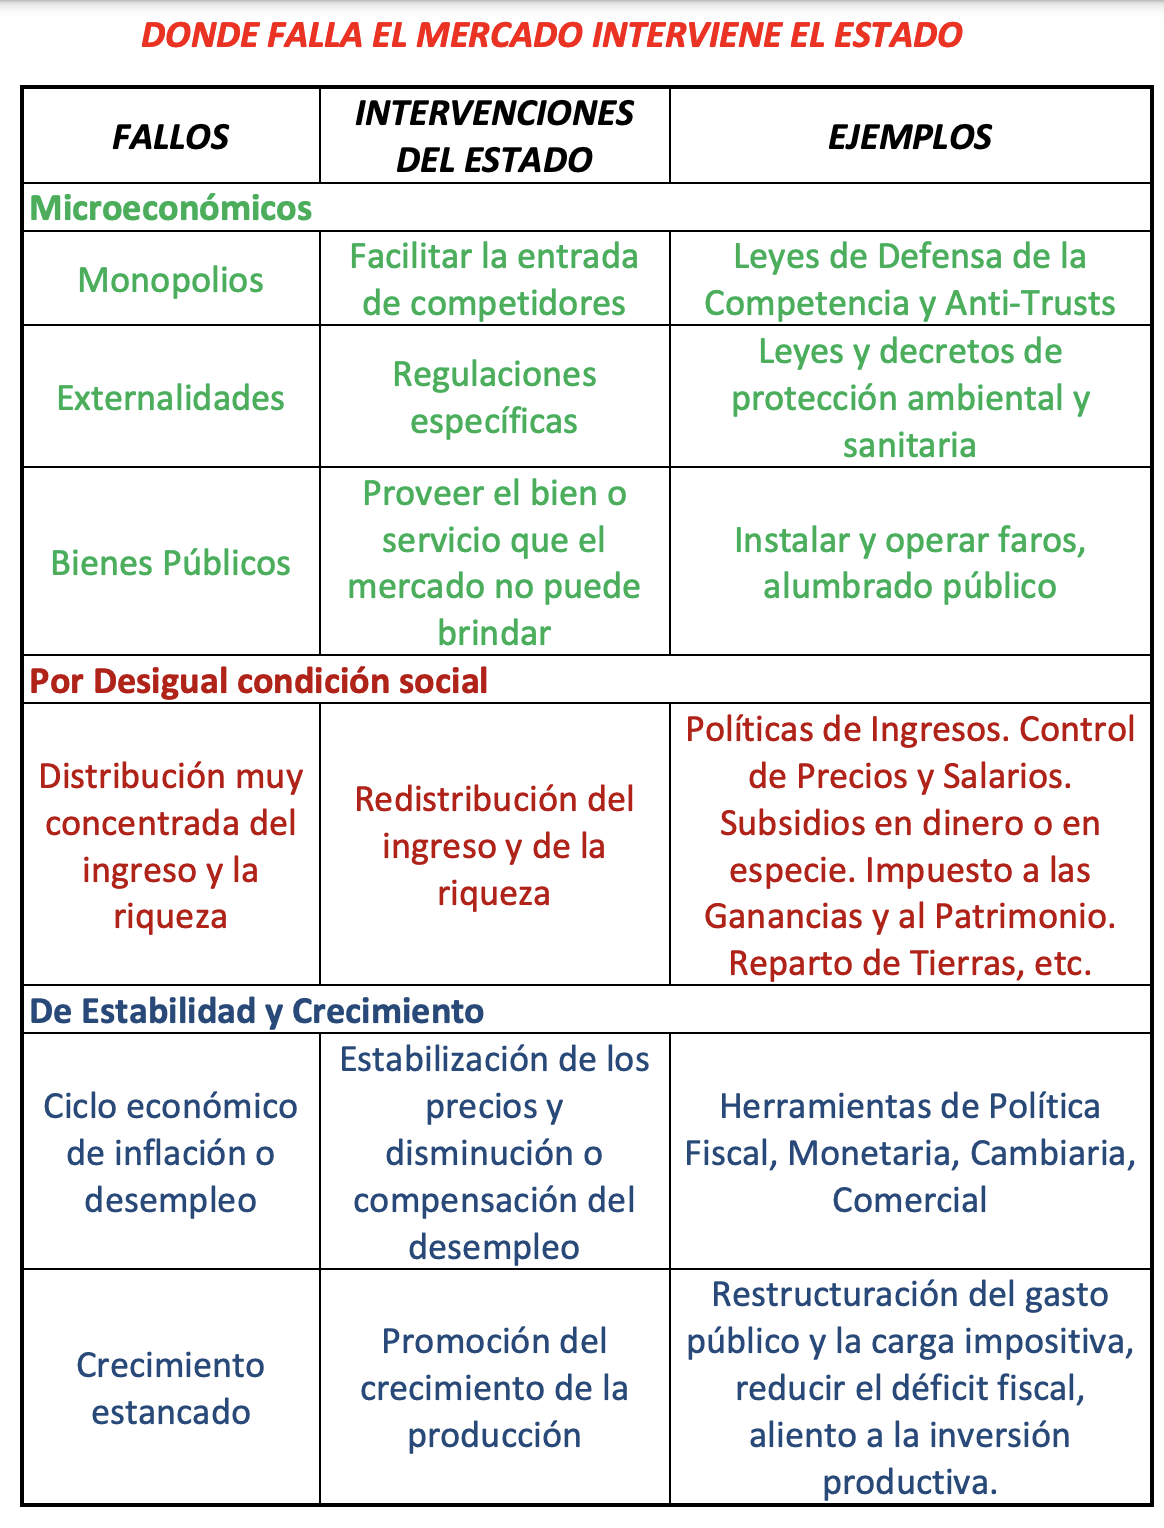 DONDE FALLA EL MERCADO INTERVIENE EL ESTADO
FALLOS
INTERVENCIONES
DEL ESTADO
EJEMPLOS
Microeconómicos
Monopolios
Facilitar la entrada
de competidores
Leyes de Defensa de la
Competencia y Anti-Trusts
Externalidades
Regulaciones
específicas
Leyes y decretos de
protección ambiental y
sanitaria
Bienes Públicos
Proveer el bien o
servicio que el
mercado no puede
brindar
Instalar y operar faros,
alumbrado público
Por Desigual condición social
Distribución muy
concentrada del
ingreso y la
riqueza
Redistribución del
ingreso y de la
riqueza
Políticas de Ingresos. Control
de Precios y Salarios.
Subsidios en dinero o en
especie. Impuesto a las
Ganancias y al Patrimonio.
Reparto de Tierras, etc.
De Estabilidad y Crecimiento
Ciclo económico
de inflación o
desempleo
Estabilización de los
precios y
disminución o
compensación del
desempleo
Herramientas de Política
Fiscal, Monetaria, Cambiaria,
Comercial
Crecimiento
estancado
Promoción del
crecimiento de la
producción
Restructuración del gasto
público y la carga impositiva,
reducir el déficit fiscal,
aliento a la inversión
productiva.